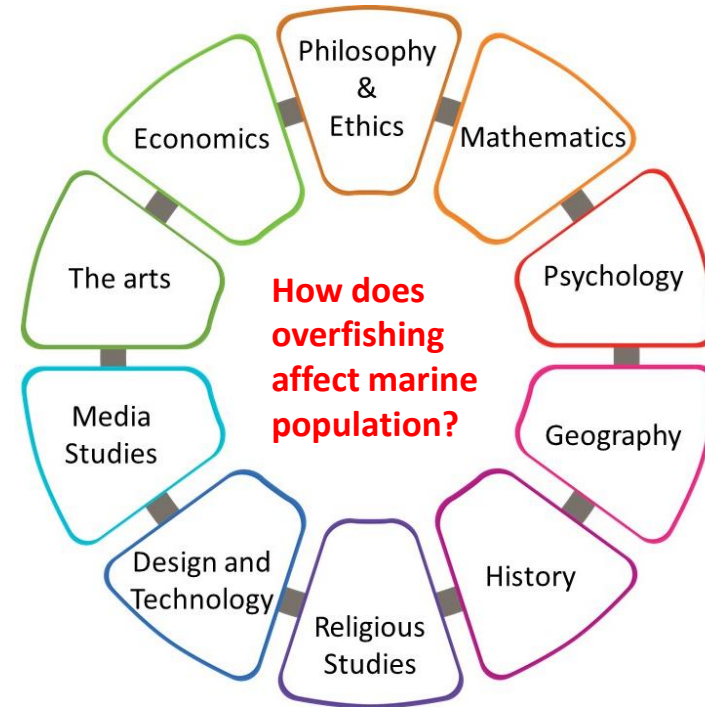 Philosophy
&
Ethics
Mathematics
Psychology
Geography
History
Religious
Studies
Design and
Technology
Media
Studies
The arts
Economics
How does
overfishing
affect marine
population?